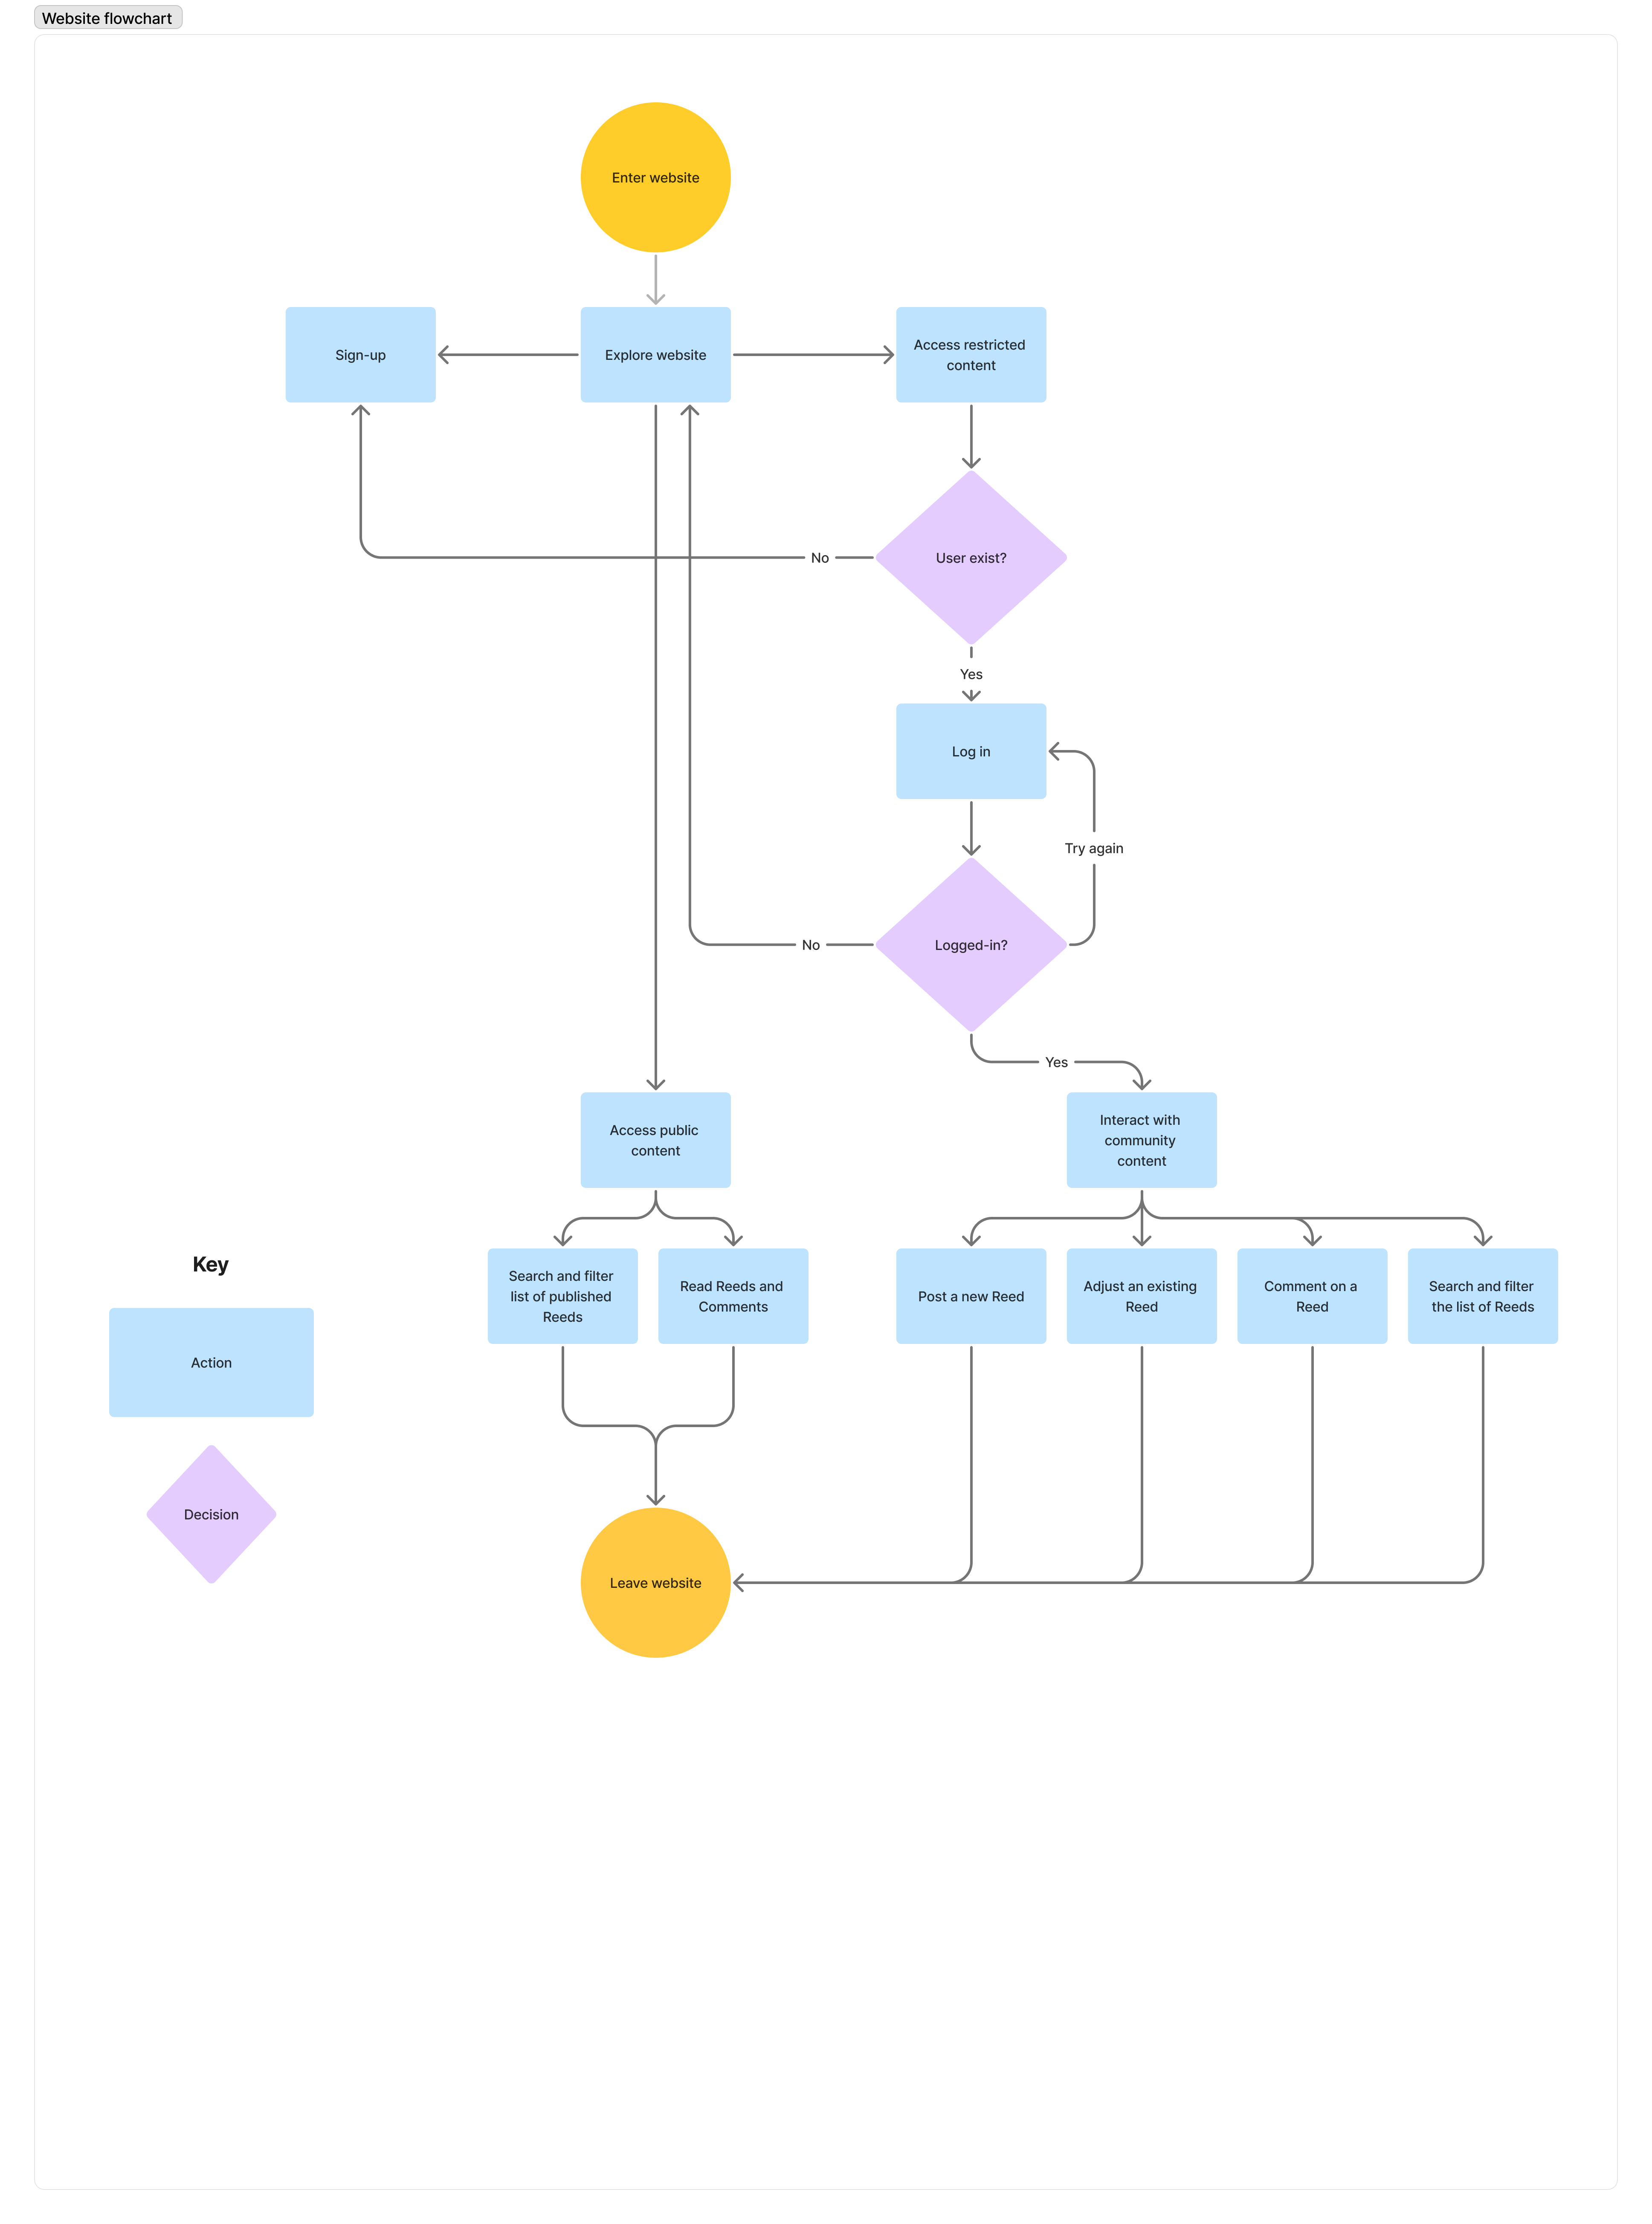 Website flowchart
Enter website
Sign-up
Explore website
Access restricted
content
No
User exist?
Yes
Log in
Try again
No
Logged-in?
Yes
Access public
content
Interact with
community
content
Search and filter
list of published
Reeds
Read Reeds and
Comments
Post a new Reed
Adjust an existing
Reed
Comment on a
Reed
Search and filter
the list of Reeds
Key
Action
Decision
Leave website